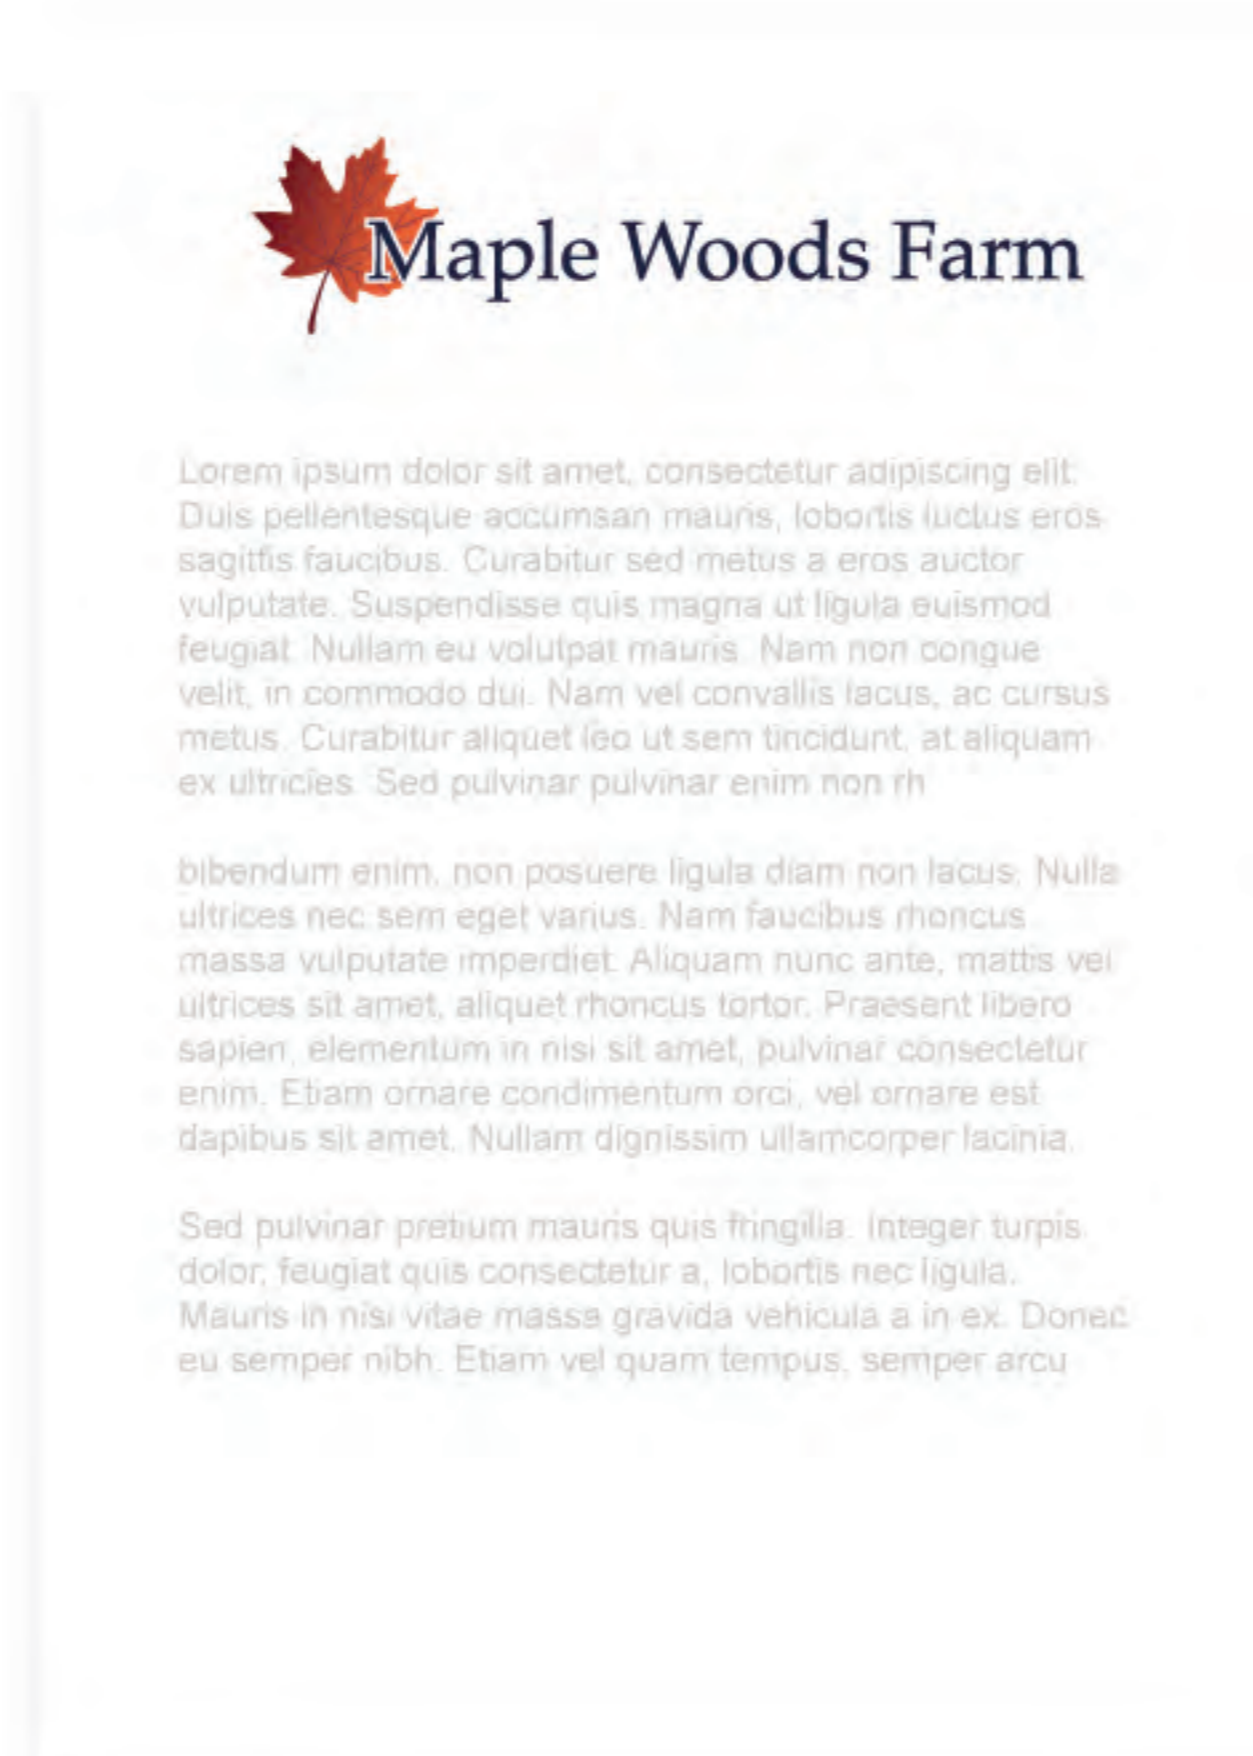 Maple Woods Farm
Lorem ipsum dolor sit amet, consectetur adipiscing elit.
Duis pellentesque accumsan mauris, lobortis luctus eros
sagittis faucibus. Curabitur sed metus a eros auctor
vulputate. Suspendisse quis magna ut ligula euismod
feugiat. Nullam eu volutpat mauris. Nam non congue
velit, in commodo dui. Nam vel convallis lacus, ac cursus
metus. Curabitur aliquet leo ut sem tincidunt, at aliquam
ex ultricies. Sed pulvinar pulvinar enim non rh
bibendum enim, non posuere ligula diam non lacus. Nulla
ultrices nec sem eget varius. Nam faucibus rhoncus
massa vulputate imperdiet. Aliquam nunc ante, mattis vel
ultrices sit amet, aliquet rhoncus tortor. Praesent libero
sapien, elementum in nisi sit amet, pulvinar consectetur
enim. Etiam ornare condimentum orci, vel ornare est
dapibus sit amet. Nullam dignissim ullamcorper lacinia.
Sed pulvinar pretium mauris quis fringilla. Integer turpis
dolor, feugiat quis consectetur a, lobortis nec ligula.
Mauris in nisi vitae massa gravida vehicula a in ex. Donec
eu semper nibh. Etiam vel quam tempus, semper arcu